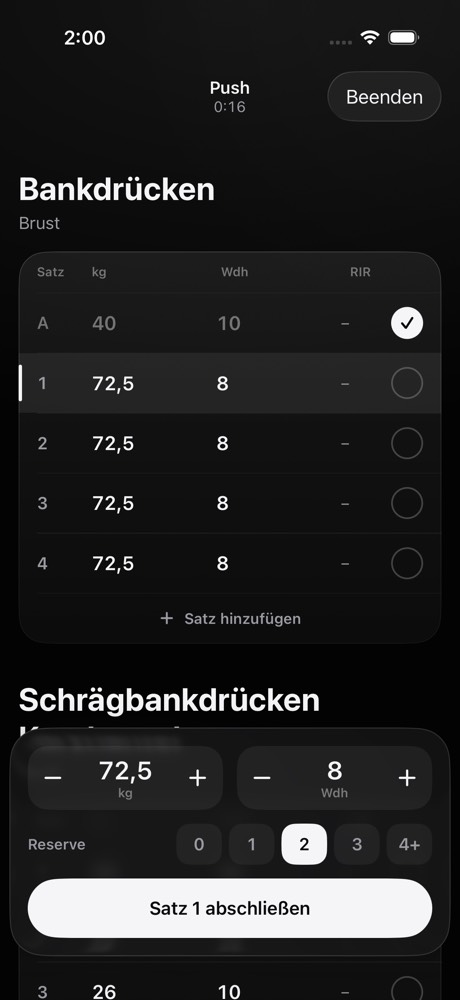 2:00
Push
0:16
Beenden
Bankdrücken
Brust
Satz kg Wdh RIR
A 40 10 –
1 72,5 8 –
2 72,5 8 –
3 72,5 8 –
4 72,5 8 –
+ Satz hinzufügen
Schrägbankdrücken
− 72,5 + − 8 +
kg Wdh
Reserve 0 1 2 3 4+
Satz 1 abschließen
3 26 10 –